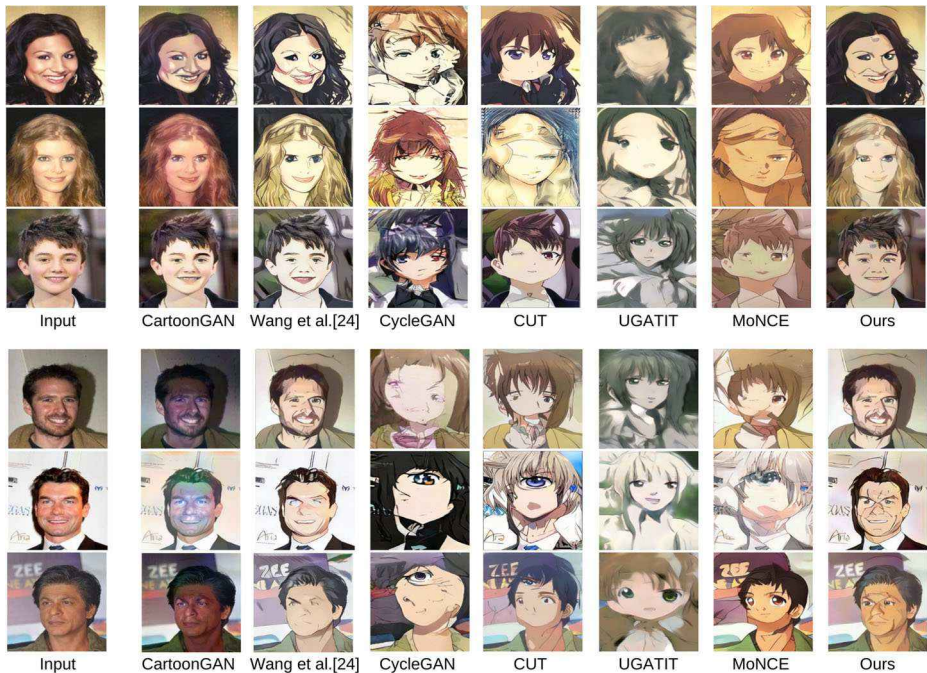 Input CartoonGAN Wang et al.[24] CycleGAN CUT UGATIT MoNCE Ours
ZEE
Input CartoonGAN Wang et al.[24] CycleGAN CUT UGATIT MoNCE Ours